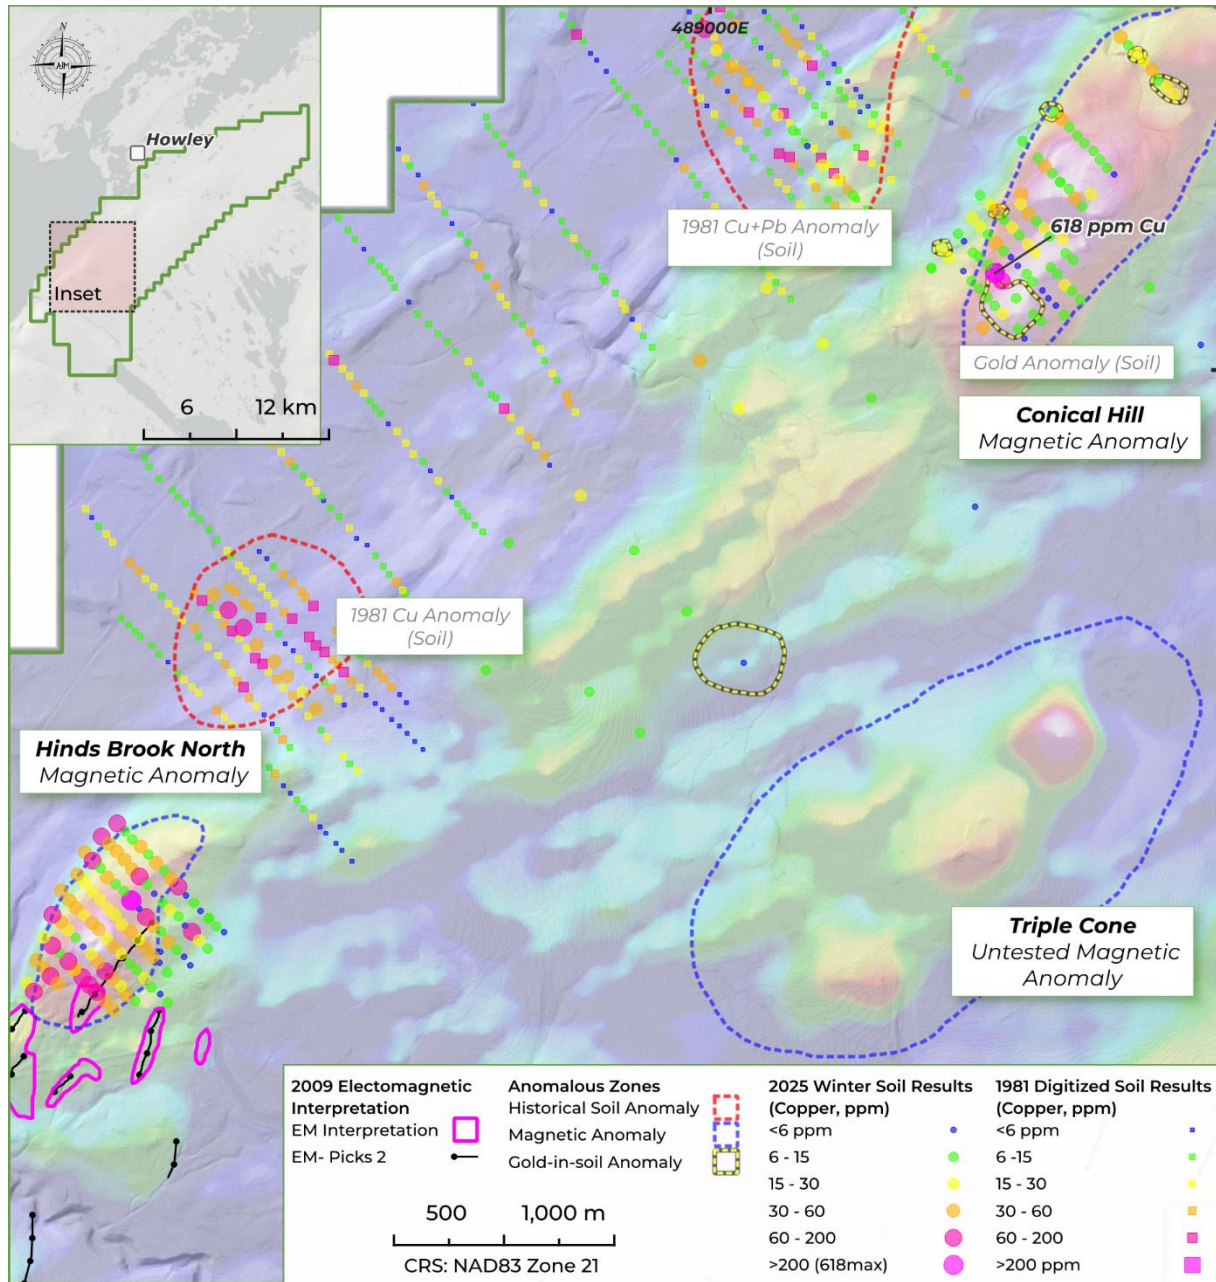 489000E
N
AJM
Howley
Inset
6 12 km
1981 Cu+Pb Anomaly
(Soil)
618 ppm Cu
Gold Anomaly (Soil)
Conical Hill
Magnetic Anomaly
1981 Cu Anomaly
(Soil)
Hinds Brook North
Magnetic Anomaly
Triple Cone
Untested Magnetic
Anomaly
2009 Electomagnetic
Interpretation
EM Interpretation
EM- Picks 2
Anomalous Zones
Historical Soil Anomaly
Magnetic Anomaly
Gold-in-soil Anomaly
500 1,000 m
CRS: NAD83 Zone 21
2025 Winter Soil Results
(Copper, ppm)
<6 ppm
6 - 15
15 - 30
30 - 60
60 - 200
>200 (618max)
1981 Digitized Soil Results
(Copper, ppm)
<6 ppm
6 -15
15 - 30
30 - 60
60 - 200
>200 ppm